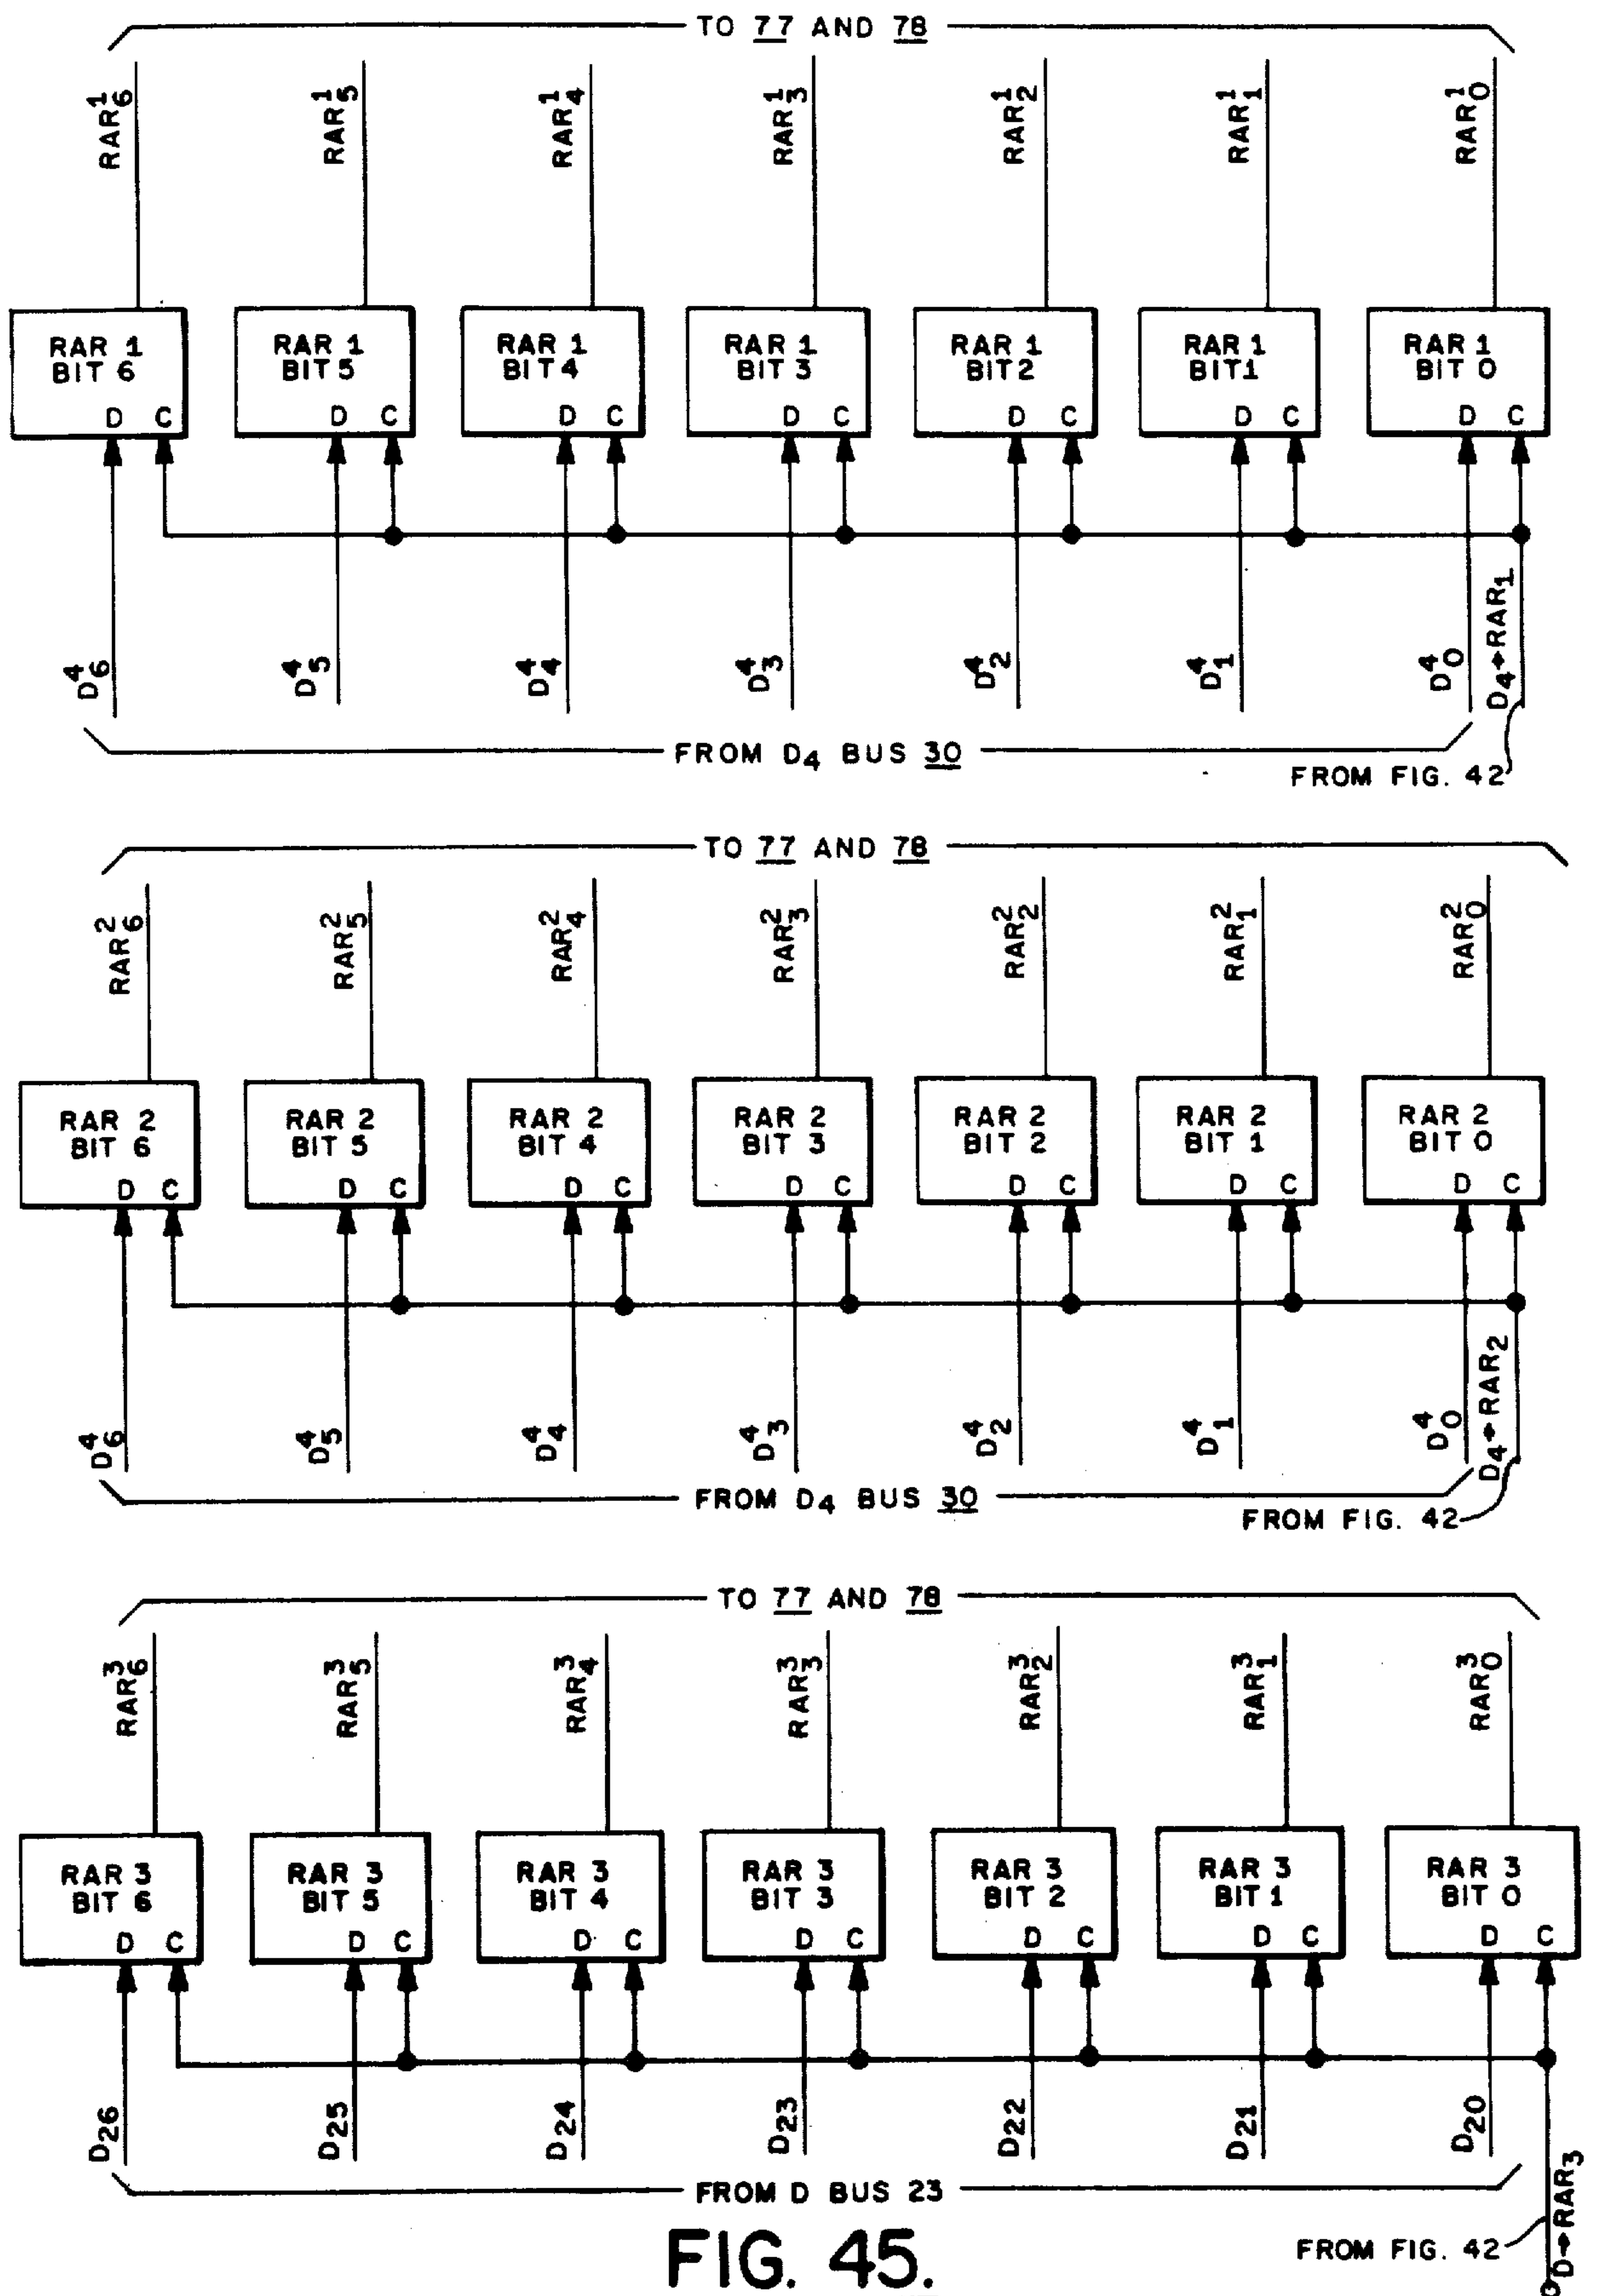 TO 77 AND 78
RAR¹₆ RAR¹₅ RAR¹₄ RAR¹₃ RAR¹₂ RAR¹₁ RAR¹₀
RAR 1 RAR 1 RAR 1 RAR 1 RAR 1 RAR 1 RAR 1
BIT 6 BIT 5 BIT 4 BIT 3 BIT 2 BIT 1 BIT 0
D C D C D C D C D C D C D C
D⁴₆ D⁴₅ D⁴₄ D⁴₃ D⁴₂ D⁴₁ D⁴₀ D₄→RAR₁
FROM D₄ BUS 30
FROM FIG. 42
TO 77 AND 78
RAR²₆ RAR²₅ RAR²₄ RAR²₃ RAR²₂ RAR²₁ RAR²₀
RAR 2 RAR 2 RAR 2 RAR 2 RAR 2 RAR 2 RAR 2
BIT 6 BIT 5 BIT 4 BIT 3 BIT 2 BIT 1 BIT 0
D C D C D C D C D C D C D C
D⁴₆ D⁴₅ D⁴₄ D⁴₃ D⁴₂ D⁴₁ D⁴₀ D₄→RAR₂
FROM D₄ BUS 30
FROM FIG. 42
TO 77 AND 78
RAR³₆ RAR³₅ RAR³₄ RAR³₃ RAR³₂ RAR³₁ RAR³₀
RAR 3 RAR 3 RAR 3 RAR 3 RAR 3 RAR 3 RAR 3
BIT 6 BIT 5 BIT 4 BIT 3 BIT 2 BIT 1 BIT 0
D C D C D C D C D C D C D C
D₂₆ D₂₅ D₂₄ D₂₃ D₂₂ D₂₁ D₂₀ D→RAR₃
FROM D BUS 23
FROM FIG. 42
FIG. 45.